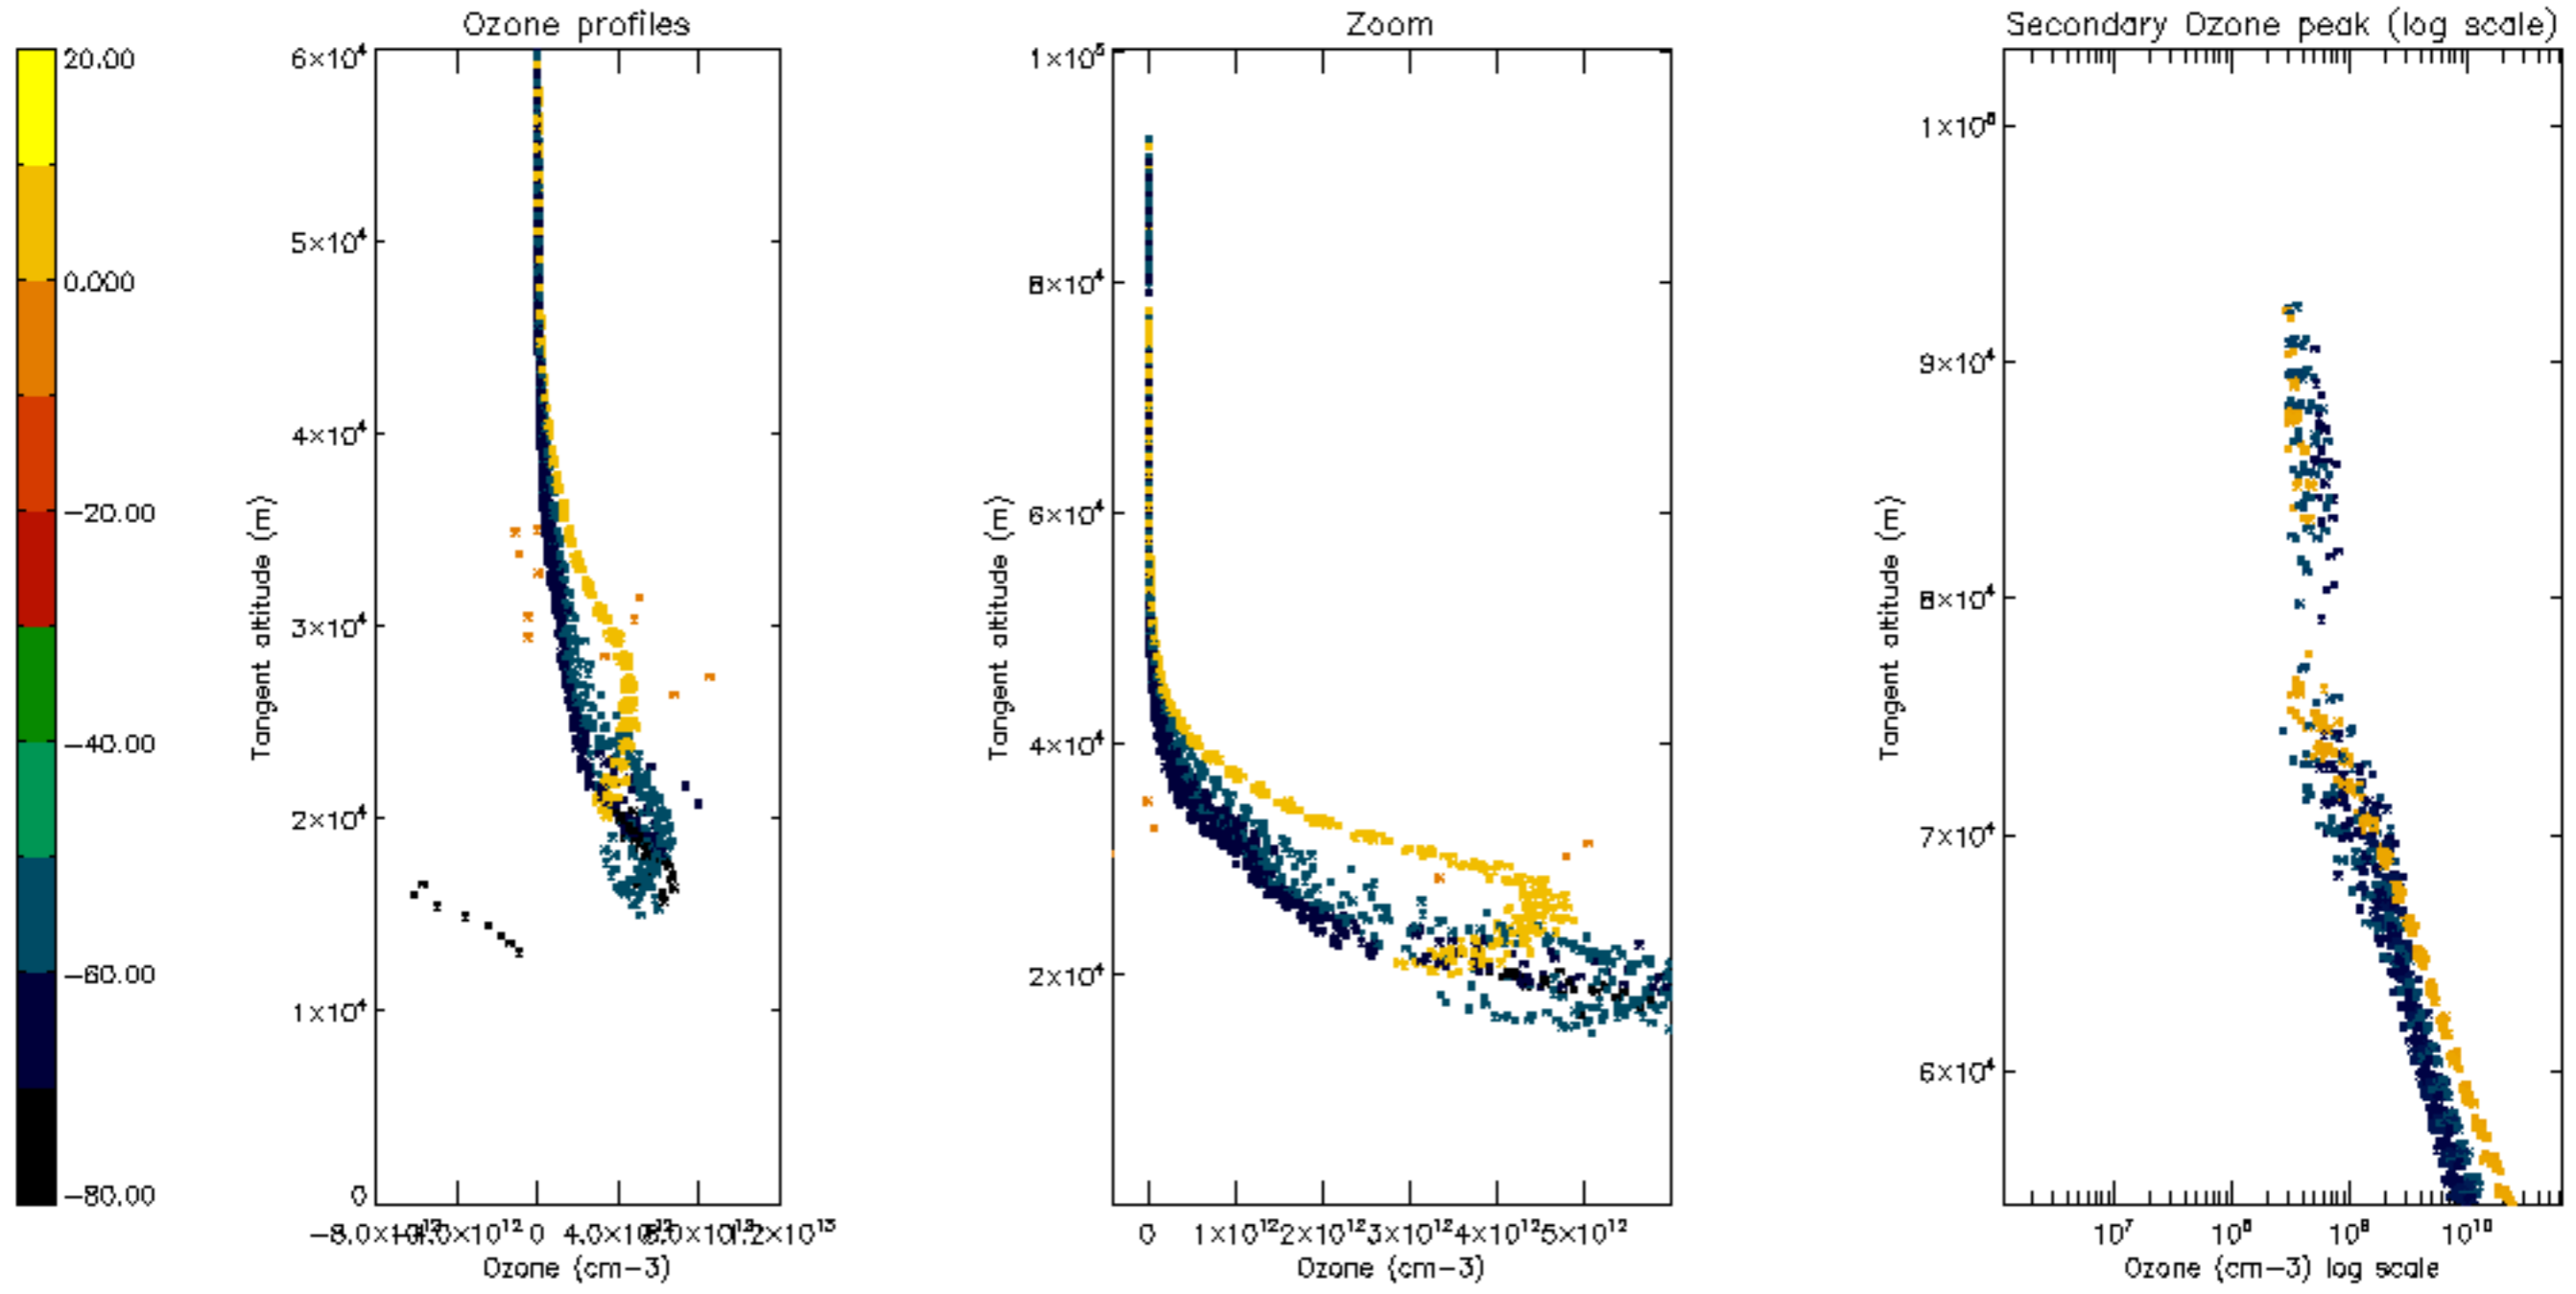 Ozone profiles
Zoom
Secondary Ozone peak (log scale)
20.00
0.000
−20.00
−40.00
−60.00
−80.00
Tangent altitude (m)
6×10⁴
5×10⁴
4×10⁴
3×10⁴
2×10⁴
1×10⁴
0
0
Ozone (cm−3)
Tangent altitude (m)
1×10⁵
8×10⁴
6×10⁴
4×10⁴
2×10⁴
0 1×10¹² 2×10¹² 3×10¹² 4×10¹² 5×10¹²
Ozone (cm−3)
Tangent altitude (m)
1×10⁵
9×10⁴
8×10⁴
7×10⁴
6×10⁴
10⁷ 10⁸ 10⁹ 10¹⁰
Ozone (cm−3) log scale